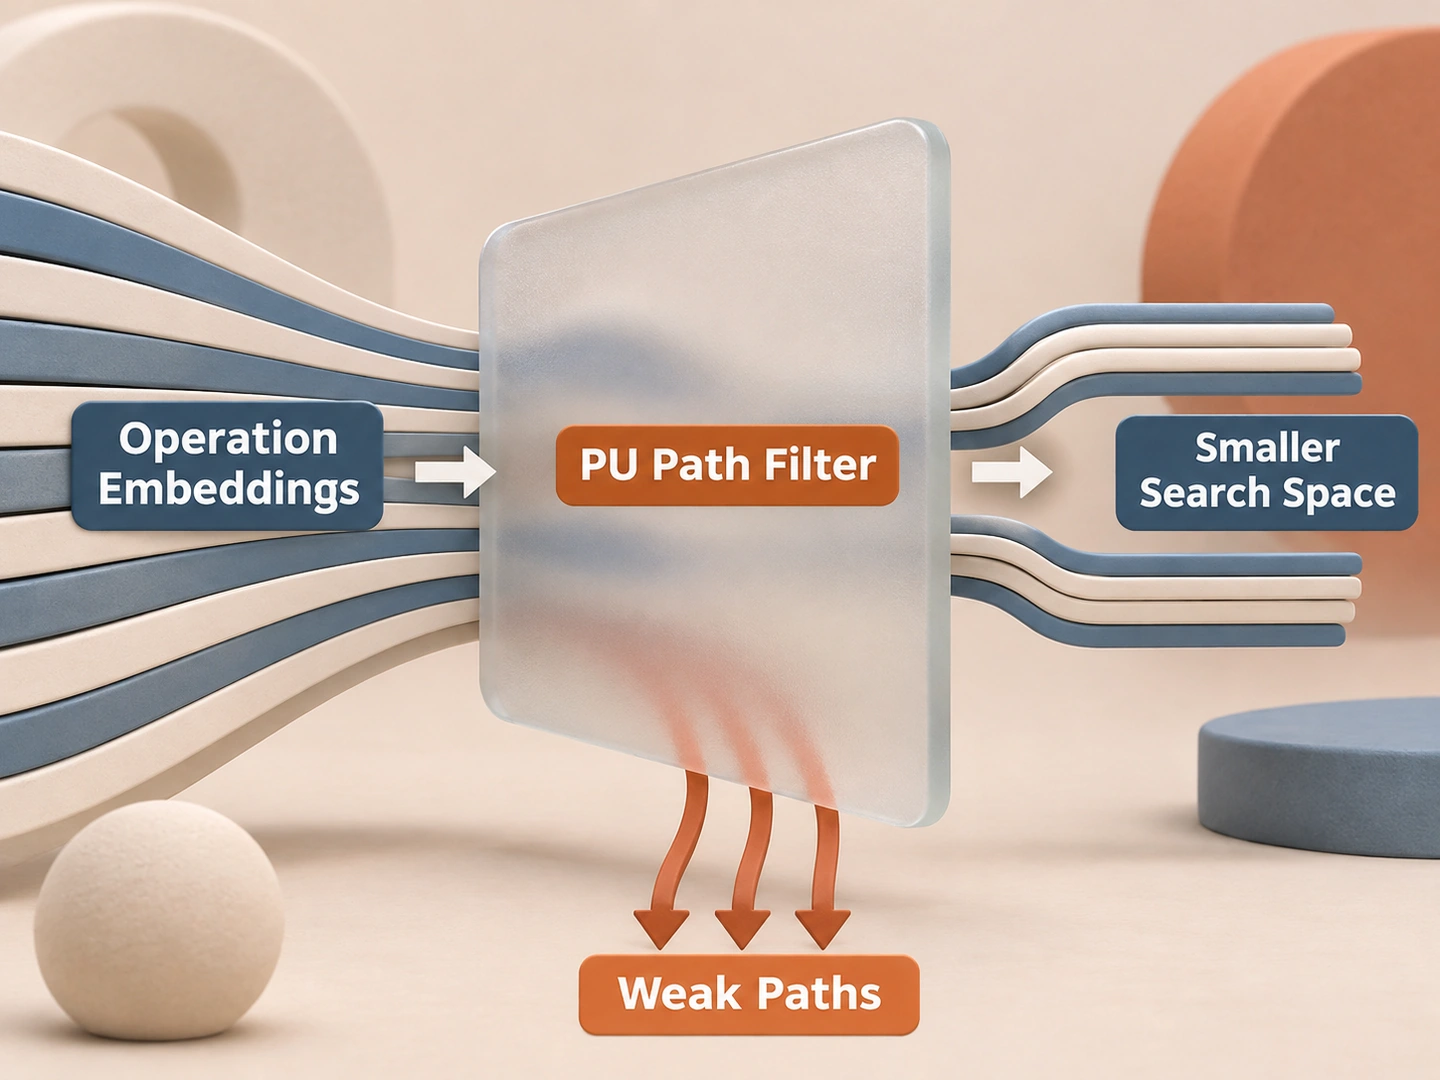 Operation
Embeddings
PU Path Filter
Smaller
Search Space
Weak Paths